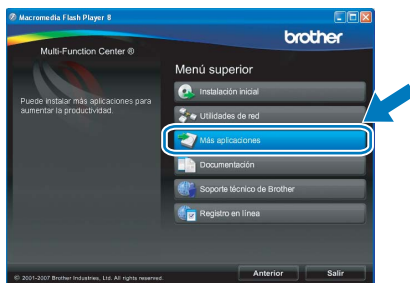 Macromedia Flash Player 8
brother
Multi-Function Center ®
Menú superior
Puede instalar más aplicaciones para
aumentar la productividad.
Instalación inicial
Utilidades de red
Más aplicaciones
Documentación
Soporte técnico de Brother
Registro en línea
© 2001-2007 Brother Industries, Ltd. All rights reserved.
Anterior
Salir